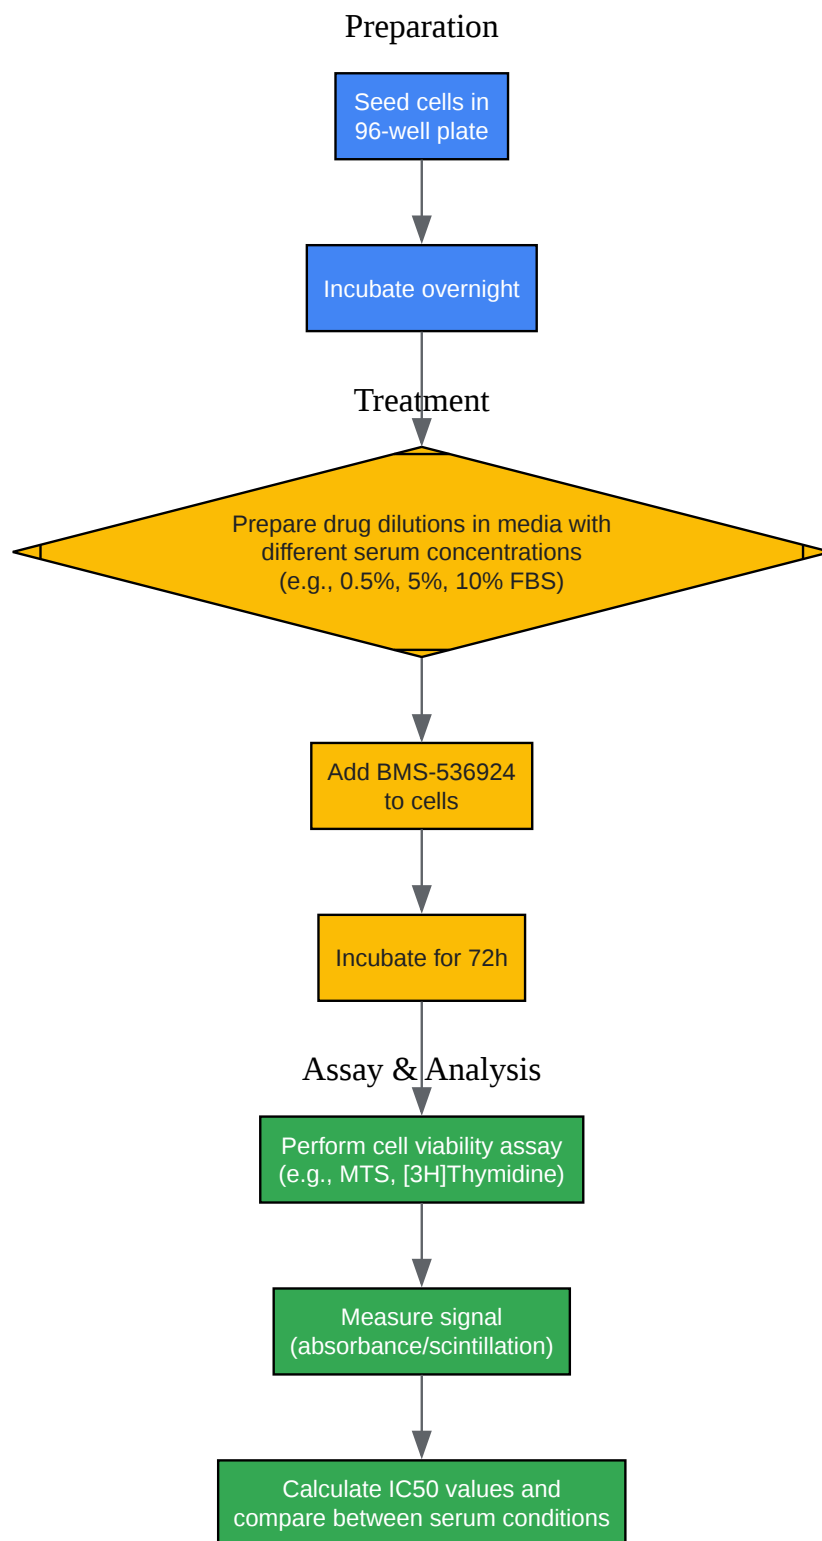 Preparation
Seed cells in
96-well plate
Incubate overnight
Treatment
Prepare drug dilutions in media with
different serum concentrations
(e.g., 0.5%, 5%, 10% FBS)
Add BMS-536924
to cells
Incubate for 72h
Assay & Analysis
Perform cell viability assay
(e.g., MTS, [3H]Thymidine)
Measure signal
(absorbance/scintillation)
Calculate IC50 values and
compare between serum conditions